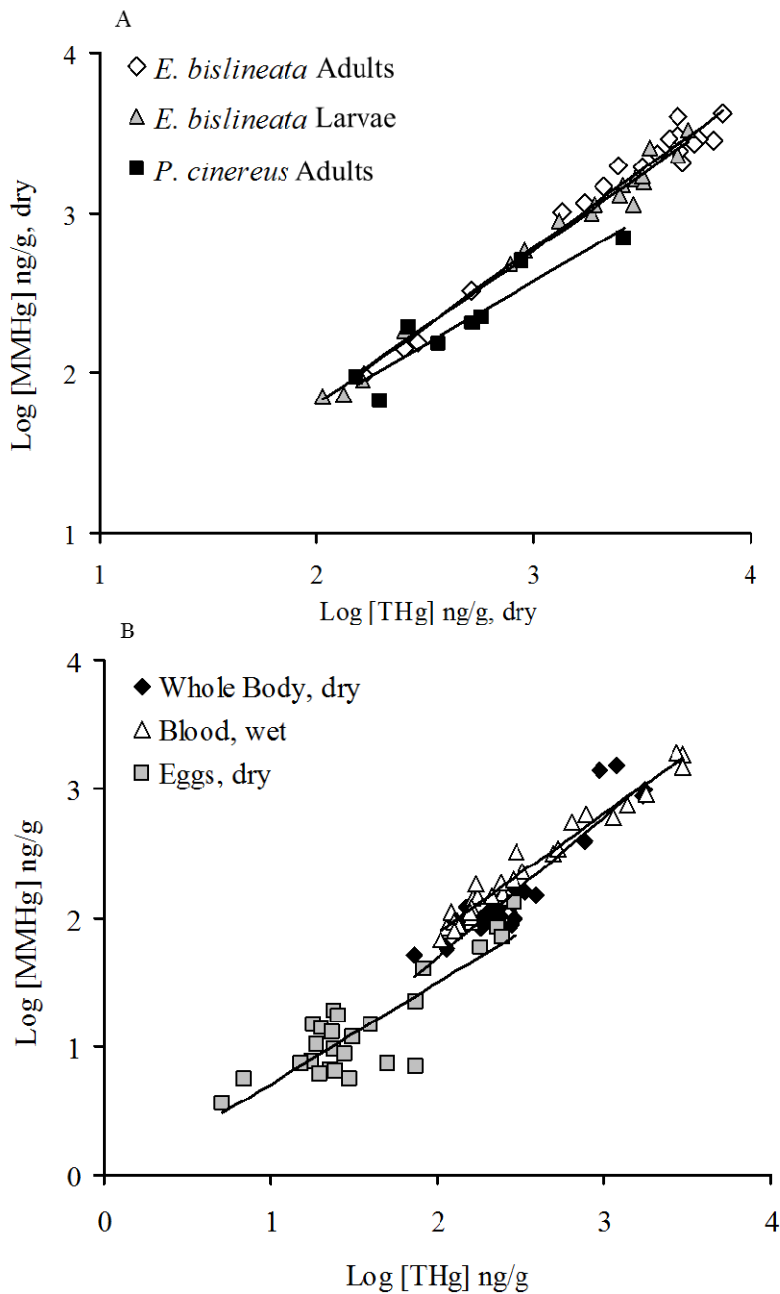 A
4
E. bislineata Adults
E. bislineata Larvae
P. cinereus Adults
3
Log [MMHg] ng/g, dry
2
1
1 2 3 4
Log [THg] ng/g, dry
B
4
Whole Body, dry
Blood, wet
Eggs, dry
3
Log [MMHg] ng/g
2
1
0
0 1 2 3 4
Log [THg] ng/g